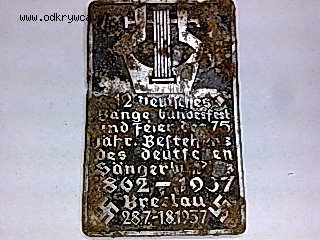 www.odkrywca.
12 Deutsches
Sängerbundesfest
und Feier des 75
jähr. Bestehens
des deutschen
Sängerbundes
1862-1937
Breslau
28.7-1.8.1937